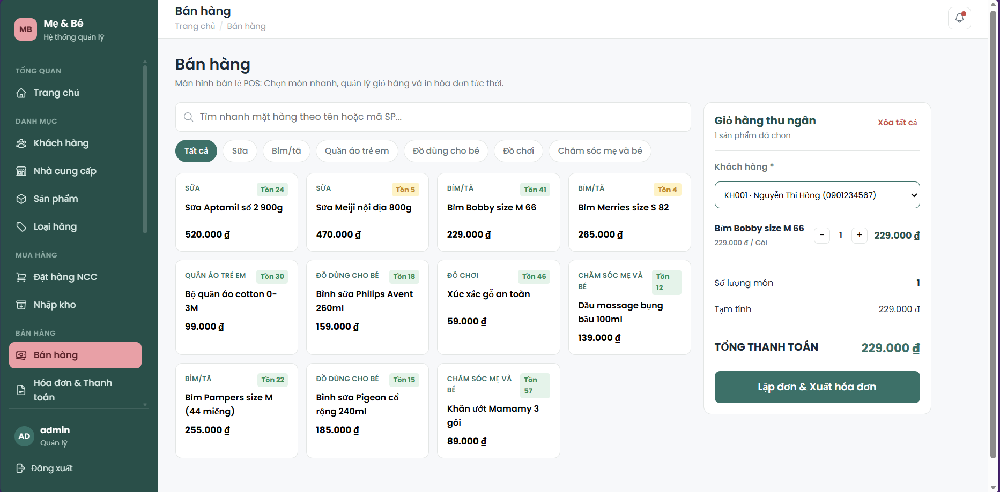 MB
Mẹ & Bé
Hệ thống quản lý
TỔNG QUAN
Trang chủ
DANH MỤC
Khách hàng
Nhà cung cấp
Sản phẩm
Loại hàng
MUA HÀNG
Đặt hàng NCC
Nhập kho
BÁN HÀNG
Bán hàng
Hóa đơn & Thanh
toán
AD
admin
Quản lý
Đăng xuất
Bán hàng
Trang chủ / Bán hàng
Bán hàng
Màn hình bán lẻ POS: Chọn món nhanh, quản lý giỏ hàng và in hóa đơn tức thời.
Tìm nhanh mặt hàng theo tên hoặc mã SP...
Tất cả
Sữa
Bỉm/tã
Quần áo trẻ em
Đồ dùng cho bé
Đồ chơi
Chăm sóc mẹ và bé
SỮA
Tồn 24
Sữa Aptamil số 2 900g
520.000 ₫
SỮA
Tồn 5
Sữa Meiji nội địa 800g
470.000 ₫
BỈM/TÃ
Tồn 41
Bỉm Bobby size M 66
229.000 ₫
BỈM/TÃ
Tồn 4
Bỉm Merries size S 82
265.000 ₫
QUẦN ÁO TRẺ EM
Tồn 30
Bộ quần áo cotton 0-
3M
99.000 ₫
ĐỒ DÙNG CHO BÉ
Tồn 18
Bình sữa Philips Avent
260ml
159.000 ₫
ĐỒ CHƠI
Tồn 46
Xúc xắc gỗ an toàn
59.000 ₫
CHĂM SÓC MẸ VÀ
BÉ
Tồn
12
Dầu massage bụng
bầu 100ml
139.000 ₫
BỈM/TÃ
Tồn 22
Bỉm Pampers size M
(44 miếng)
255.000 ₫
ĐỒ DÙNG CHO BÉ
Tồn 15
Bình sữa Pigeon cổ
rộng 240ml
185.000 ₫
CHĂM SÓC MẸ VÀ
BÉ
Tồn
57
Khăn ướt Mamamy 3
gói
89.000 ₫
Giỏ hàng thu ngân
Xóa tất cả
1 sản phẩm đã chọn
Khách hàng *
KH001 · Nguyễn Thị Hồng (0901234567)
Bỉm Bobby size M 66
229.000 ₫ / Gói
- 1 + 229.000 ₫
Số lượng món 1
Tạm tính 229.000 ₫
TỔNG THANH TOÁN 229.000 ₫
Lập đơn & Xuất hóa đơn